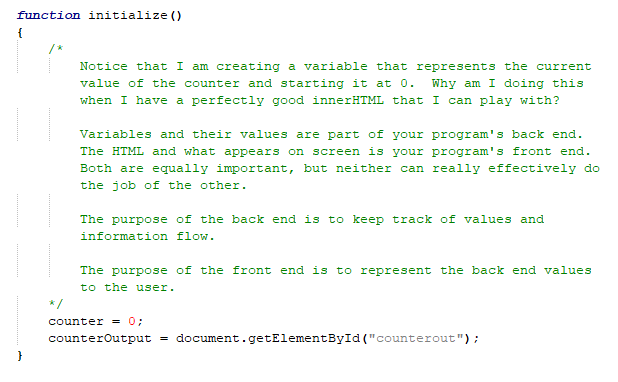 function initialize()
{
/*
Notice that I am creating a variable that represents the current
value of the counter and starting it at 0.  Why am I doing this
when I have a perfectly good innerHTML that I can play with?
Variables and their values are part of your program's back end.
The HTML and what appears on screen is your program's front end.
Both are equally important, but neither can really effectively do
the job of the other.
The purpose of the back end is to keep track of values and
information flow.
The purpose of the front end is to represent the back end values
to the user.
*/
counter = 0;
counterOutput = document.getElementById("counterout");
}